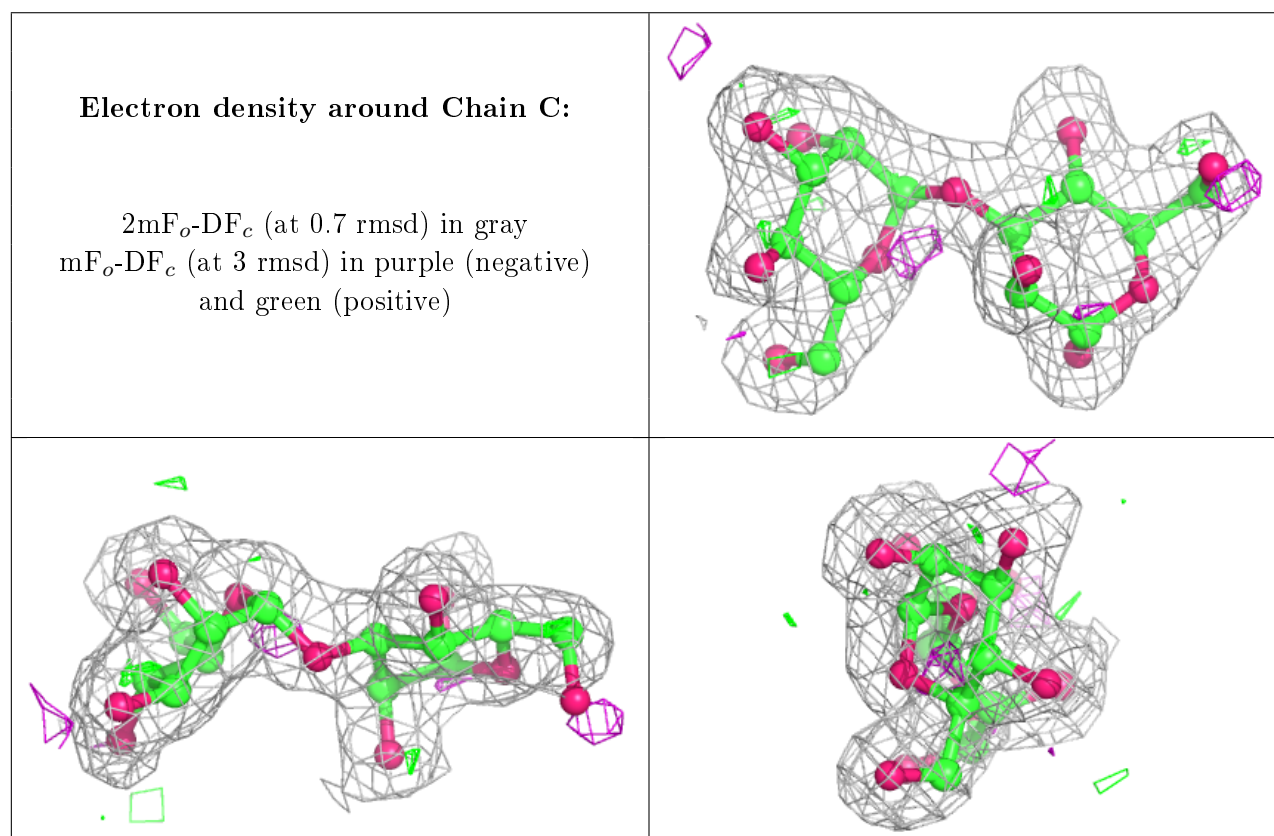 Electron density around Chain C:
2mFₒ-DF𝒸 (at 0.7 rmsd) in gray
mFₒ-DF𝒸 (at 3 rmsd) in purple (negative)
and green (positive)